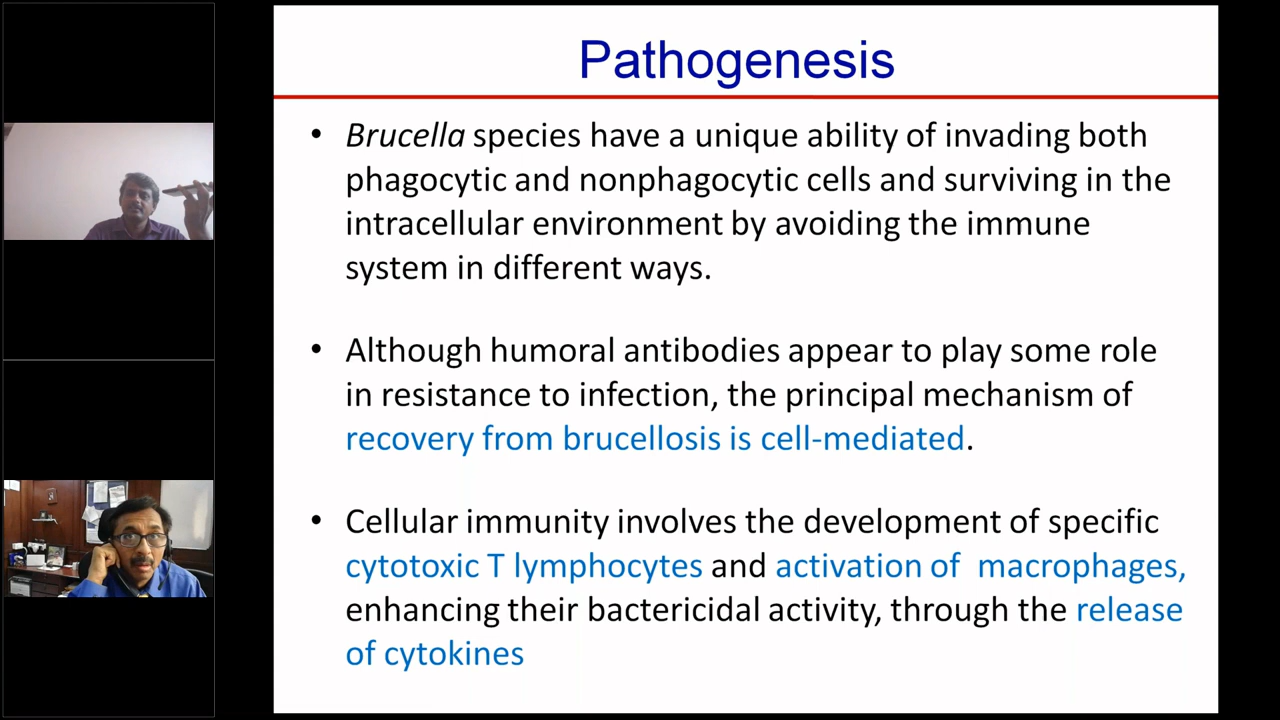 Pathogenesis
• Brucella species have a unique ability of invading both
phagocytic and nonphagocytic cells and surviving in the
intracellular environment by avoiding the immune
system in different ways.
• Although humoral antibodies appear to play some role
in resistance to infection, the principal mechanism of
recovery from brucellosis is cell-mediated.
• Cellular immunity involves the development of specific
cytotoxic T lymphocytes and activation of  macrophages,
enhancing their bactericidal activity, through the release
of cytokines